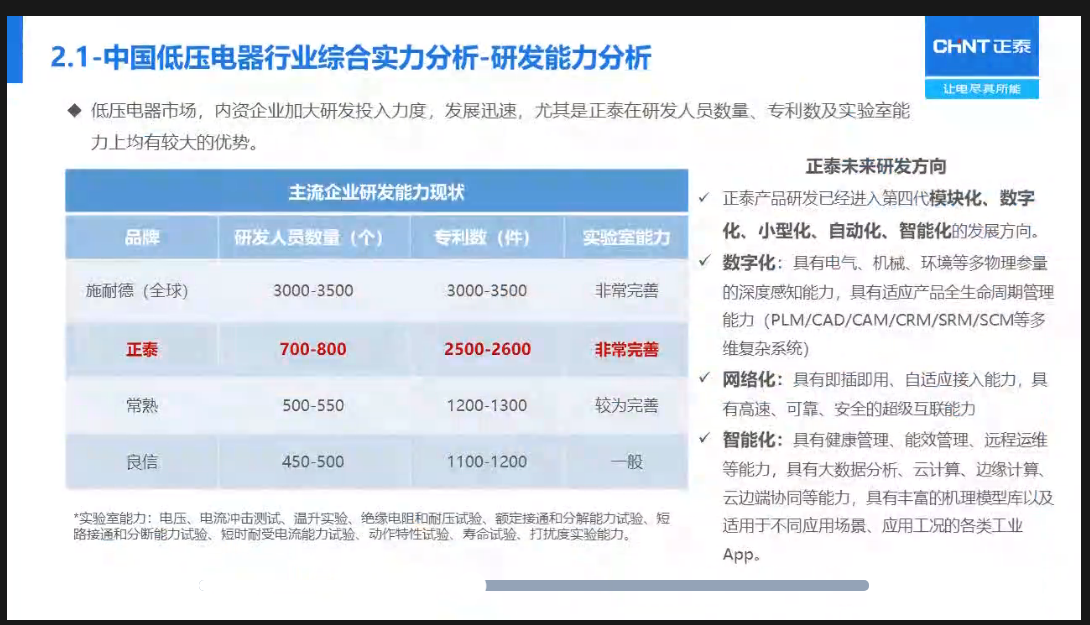 2.1-中国低压电器行业综合实力分析-研发能力分析
CHNT 正泰
让电尽其所能
◆ 低压电器市场，内资企业加大研发投入力度，发展迅速，尤其是正泰在研发人员数量、专利数及实验室能
力上均有较大的优势。
主流企业研发能力现状
品牌 研发人员数量（个） 专利数（件） 实验室能力
施耐德（全球） 3000-3500 3000-3500 非常完善
正泰 700-800 2500-2600 非常完善
常熟 500-550 1200-1300 较为完善
良信 450-500 1100-1200 一般
*实验室能力：电压、电流冲击测试、温升实验、绝缘电阻和耐压试验、额定接通和分解能力试验、短
路接通和分断能力试验、短时耐受电流能力试验、动作特性试验、寿命试验、打扰度实验能力。
正泰未来研发方向
✓ 正泰产品研发已经进入第四代模块化、数字
化、小型化、自动化、智能化的发展方向。
✓ 数字化：具有电气、机械、环境等多物理参量
的深度感知能力，具有适应产品全生命周期管理
能力（PLM/CAD/CAM/CRM/SRM/SCM等多
维复杂系统）
✓ 网络化：具有即插即用、自适应接入能力，具
有高速、可靠、安全的超级互联能力
✓ 智能化：具有健康管理、能效管理、远程运维
等能力，具有大数据分析、云计算、边缘计算、
云边端协同等能力，具有丰富的机理模型库以及
适用于不同应用场景、应用工况的各类工业
App。